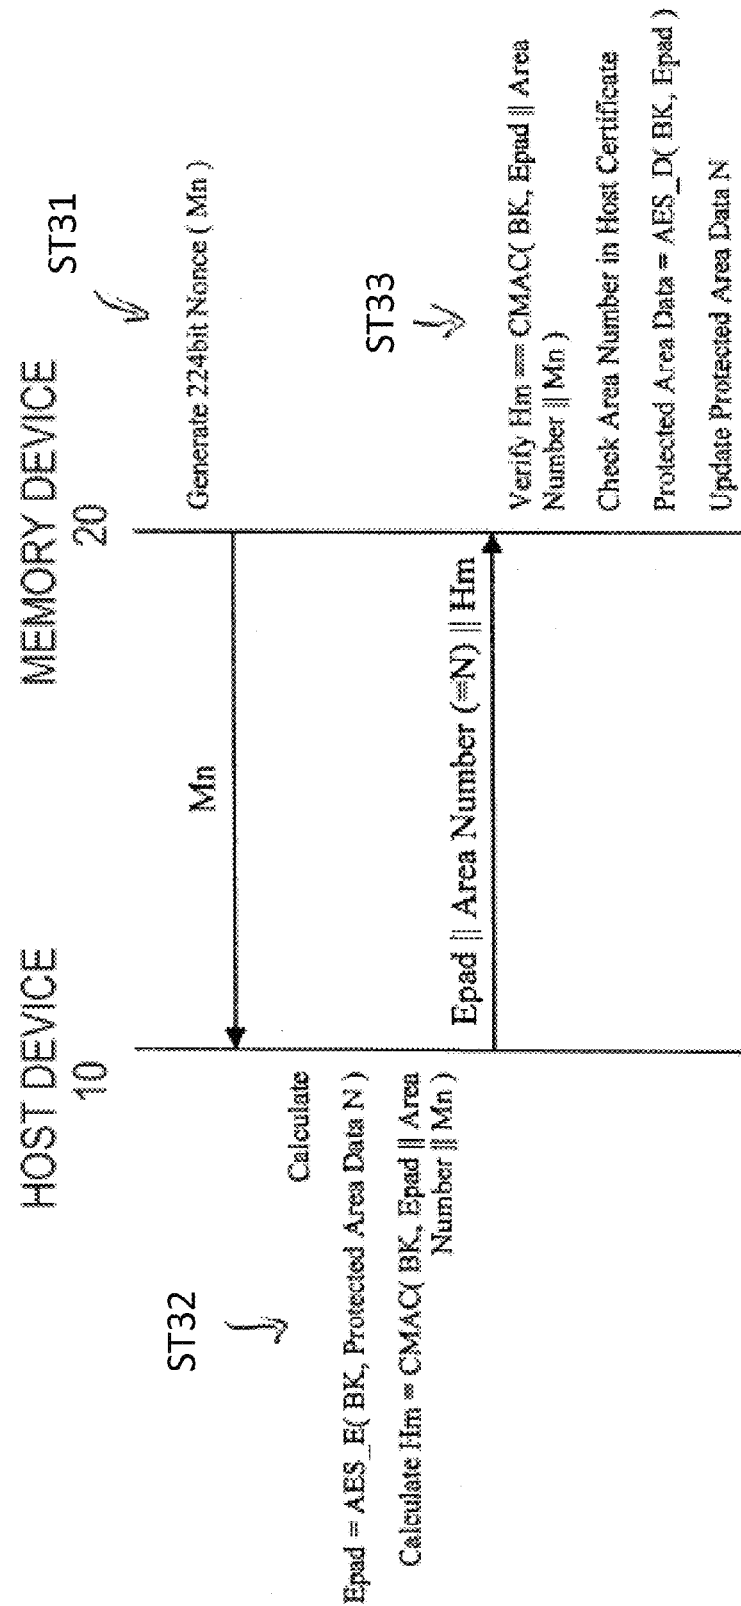 HOST DEVICE
10
MEMORY DEVICE
20
ST31
Generate 224bit Nonce ( Mn )
Mn
ST32
Calculate
Epad = AES_E( BK, Protected Area Data N )
Calculate Hm = CMAC( BK, Epad || Area
Number || Mn )
Epad || Area Number (=N) || Hm
ST33
Verify Hm == CMAC( BK, Epad || Area
Number || Mn )
Check Area Number in Host Certificate
Protected Area Data = AES_D( BK, Epad )
Update Protected Area Data N